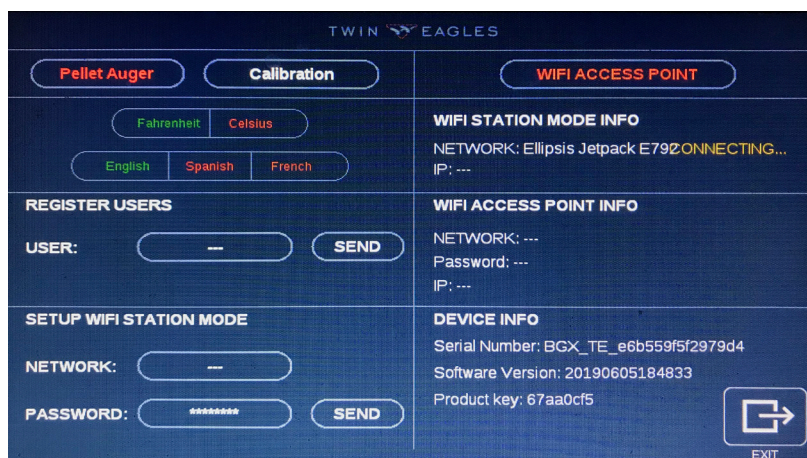 TWIN EAGLES
Pellet Auger
Calibration
WIFI ACCESS POINT
Fahrenheit
Celsius
English
Spanish
French
WIFI STATION MODE INFO
NETWORK: Ellipsis Jetpack E792
CONNECTING...
IP: ---
REGISTER USERS
USER:
---
SEND
WIFI ACCESS POINT INFO
NETWORK: ---
Password: ---
IP: ---
SETUP WIFI STATION MODE
NETWORK:
---
PASSWORD:
********
SEND
DEVICE INFO
Serial Number: BGX_TE_e6b559f5f2979d4
Software Version: 20190605184833
Product key: 67aa0cf5
EXIT